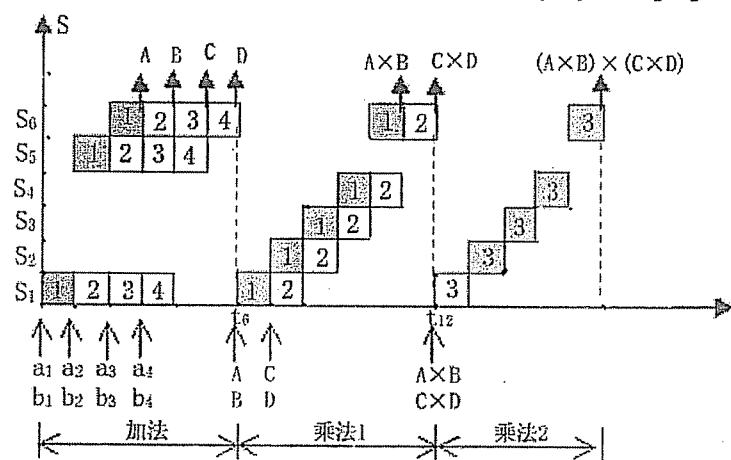 S
A B C D
A×B C×D
(A×B)×(C×D)
S6 1 2 3 4 1 2 3
S5 1 2 3 4
S4 1 2 3
S3 1 2 3
S2 1 2 3
S1 1 2 3 4 1 2 3
t6 t12
a1 a2 a3 a4 A C A×B
b1 b2 b3 b4 B D C×D
加法 乘法1 乘法2